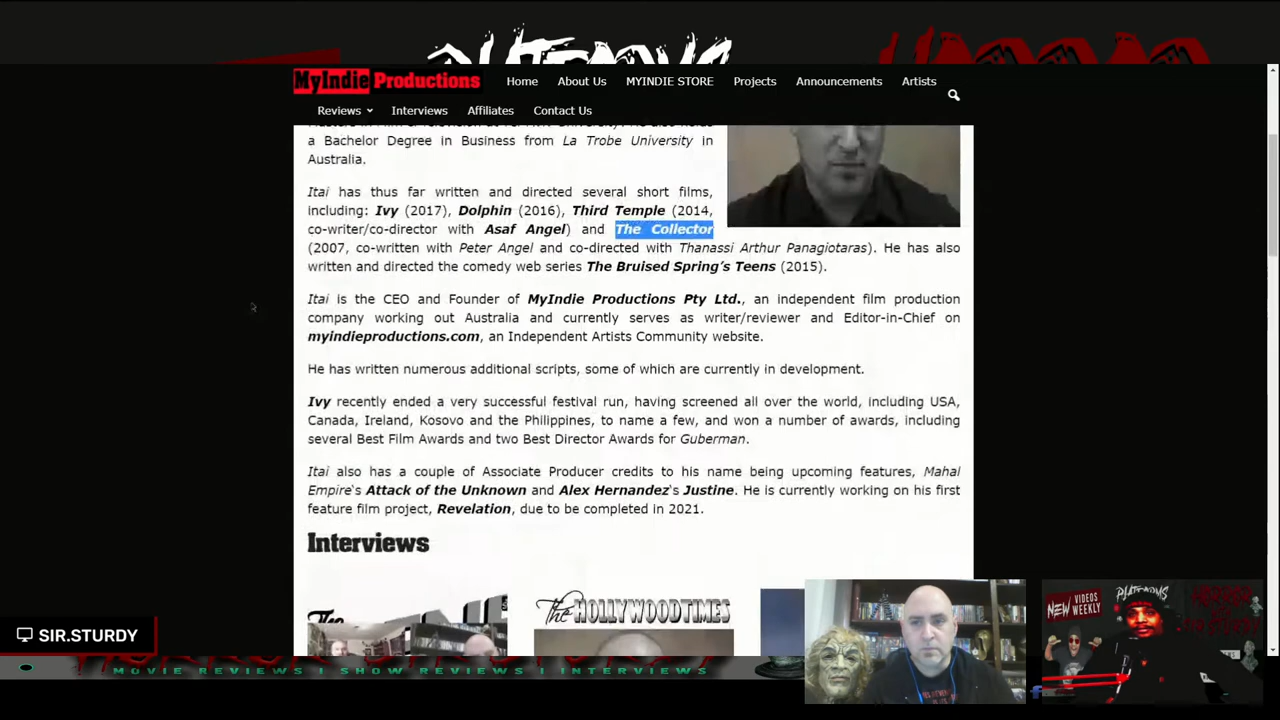 PLATENYMS
MyIndie Productions
Home About Us MYINDIE STORE Projects Announcements Artists
Reviews Interviews Affiliates Contact Us
a Bachelor Degree in Business from La Trobe University in
Australia.
Itai has thus far written and directed several short films,
including: Ivy (2017), Dolphin (2016), Third Temple (2014,
co-writer/co-director with Asaf Angel) and The Collector
(2007, co-written with Peter Angel and co-directed with Thanassi Arthur Panagiotaras). He has also
written and directed the comedy web series The Bruised Spring's Teens (2015).
Itai is the CEO and Founder of MyIndie Productions Pty Ltd., an independent film production
company working out Australia and currently serves as writer/reviewer and Editor-in-Chief on
myindieproductions.com, an Independent Artists Community website.
He has written numerous additional scripts, some of which are currently in development.
Ivy recently ended a very successful festival run, having screened all over the world, including USA,
Canada, Ireland, Kosovo and the Philippines, to name a few, and won a number of awards, including
several Best Film Awards and two Best Director Awards for Guberman.
Itai also has a couple of Associate Producer credits to his name being upcoming features, Mahal
Empire's Attack of the Unknown and Alex Hernandez's Justine. He is currently working on his first
feature film project, Revelation, due to be completed in 2021.
Interviews
The HOLLYWOODTIMES
SIR.STURDY
MOVIE REVIEWS | SHOW REVIEWS | INTERVIEWS
NEW VIDEOS
WEEKLY